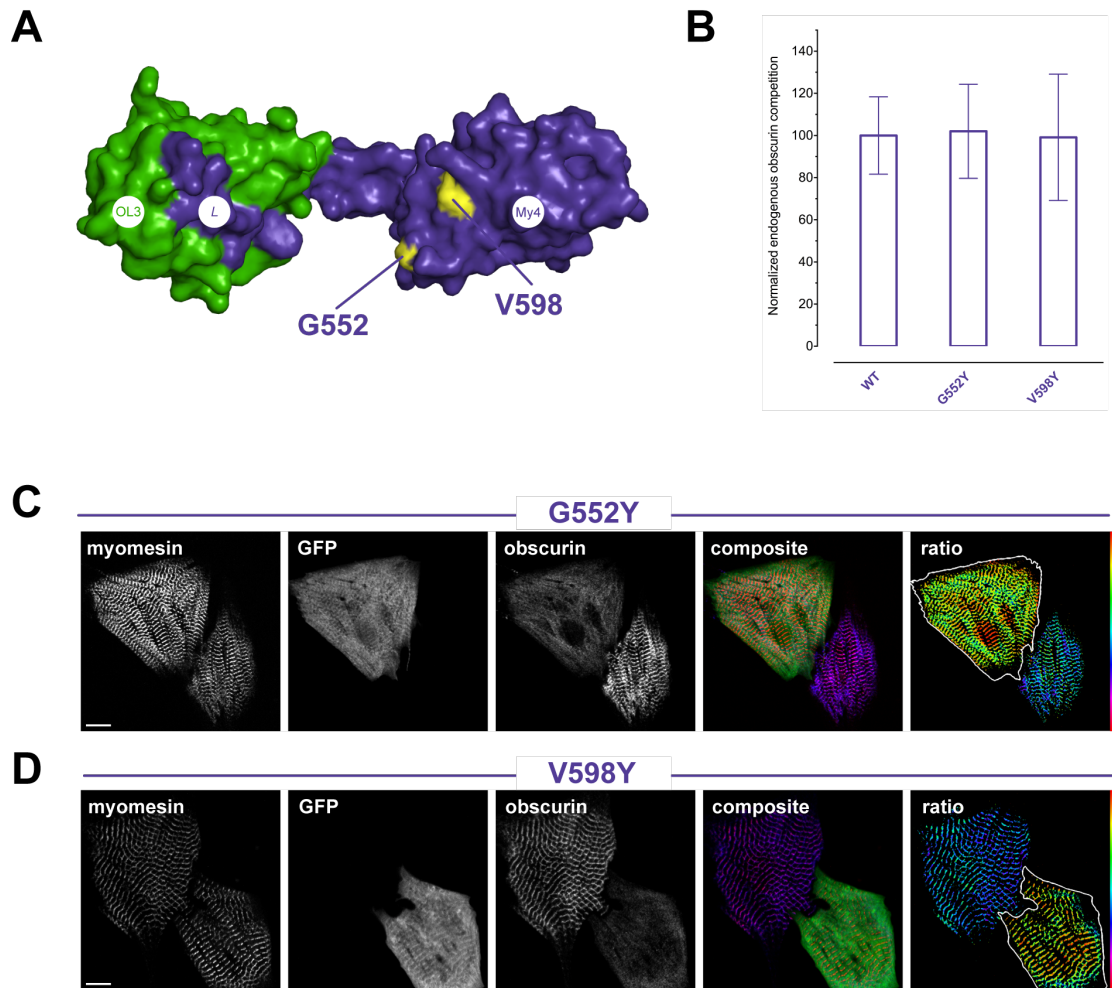 A
OL3
L
My4
G552
V598
B
Normalized endogenous obscurin competition
140
120
100
80
60
40
20
0
WT
G552Y
V598Y
C
G552Y
myomesin
GFP
obscurin
composite
ratio
D
V598Y
myomesin
GFP
obscurin
composite
ratio